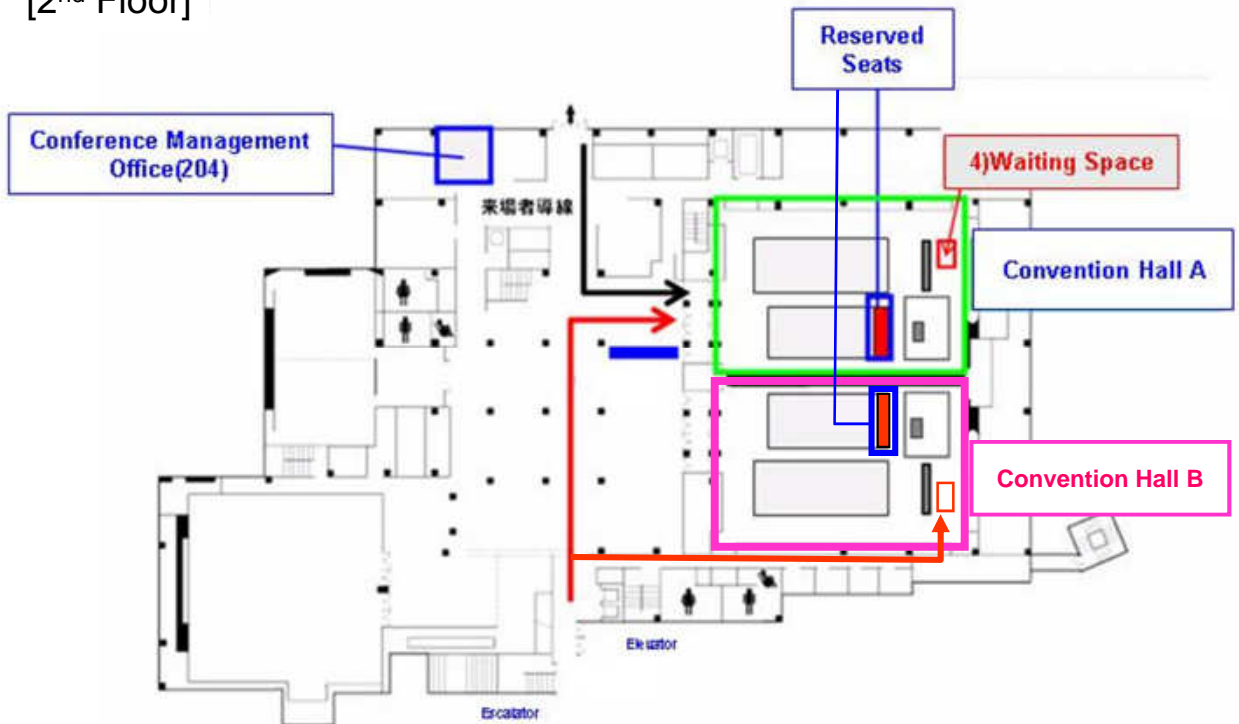 [2nd Floor]
Reserved
Seats
Conference Management
Office(204)
4)Waiting Space
来場者導線
Convention Hall A
Convention Hall B
Elevator
Escalator